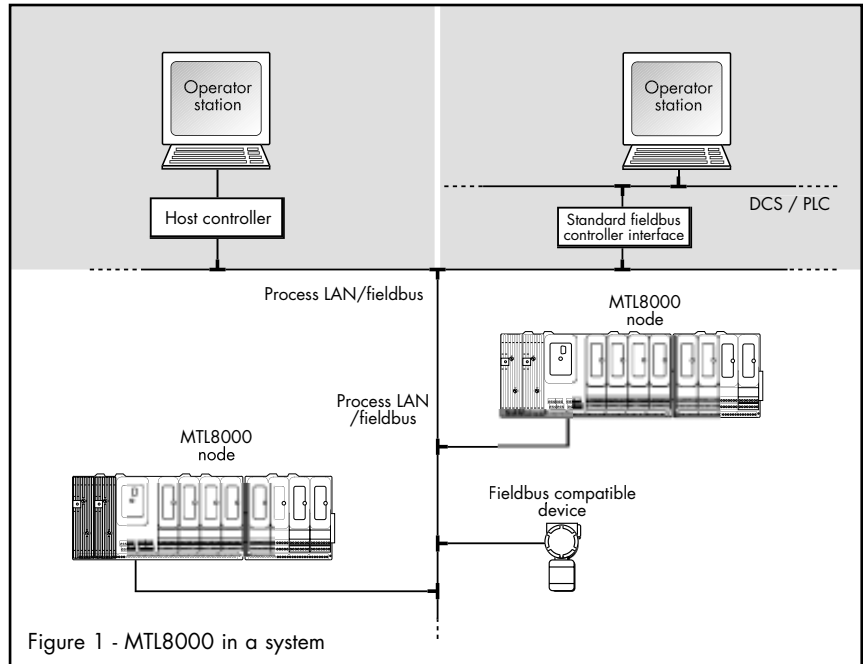 Operator
station
Operator
station
Host controller
Standard fieldbus
controller interface
DCS / PLC
Process LAN/fieldbus
MTL8000
node
Process LAN
/fieldbus
MTL8000
node
Fieldbus compatible
device
Figure 1 - MTL8000 in a system